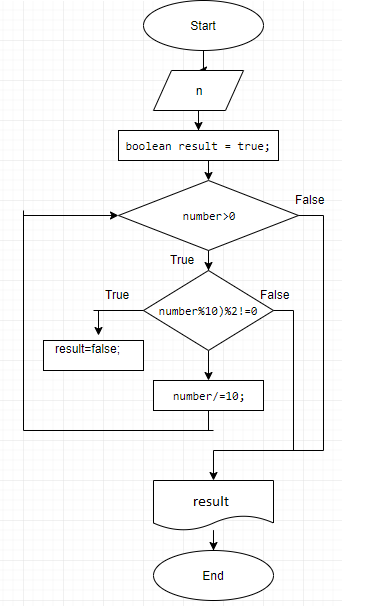 Start
n
boolean result = true;
False
number>0
True
True
False
number%10)%2!=0
result=false;
number/=10;
result
End